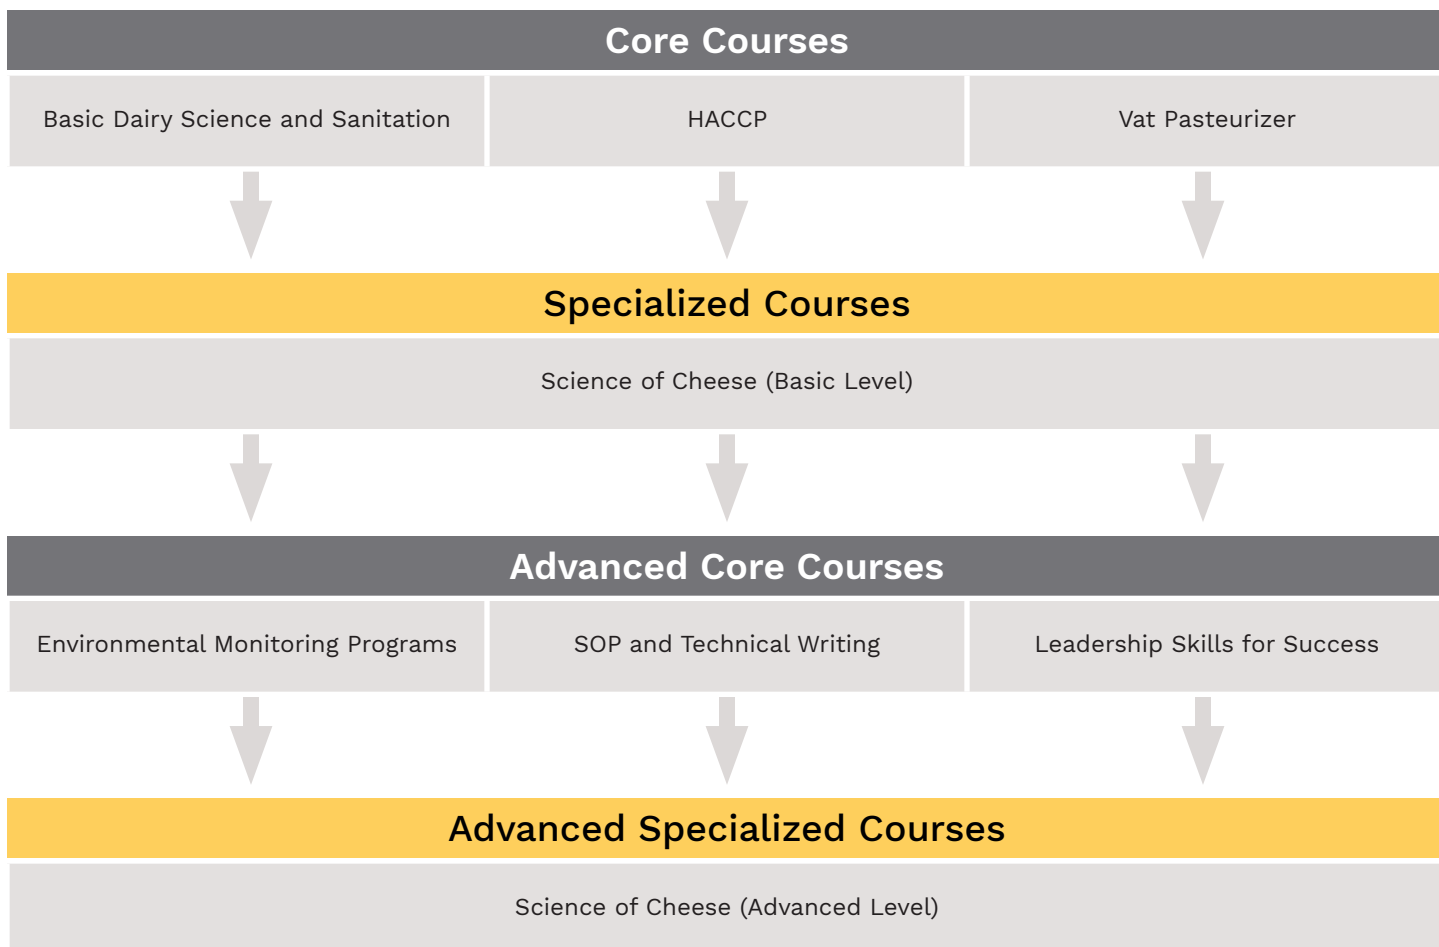 Core Courses
Basic Dairy Science and Sanitation
HACCP
Vat Pasteurizer
Specialized Courses
Science of Cheese (Basic Level)
Advanced Core Courses
Environmental Monitoring Programs
SOP and Technical Writing
Leadership Skills for Success
Advanced Specialized Courses
Science of Cheese (Advanced Level)